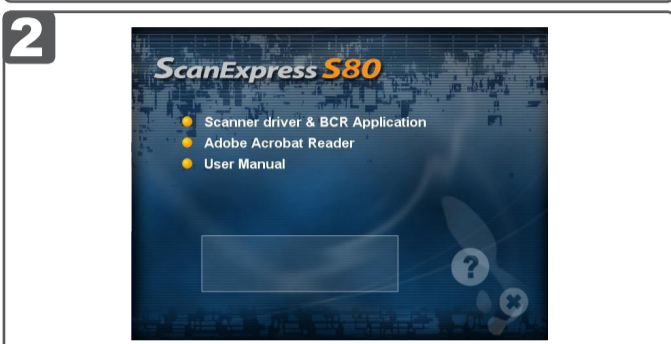 2
ScanExpress S80
Scanner driver & BCR Application
Adobe Acrobat Reader
User Manual
?